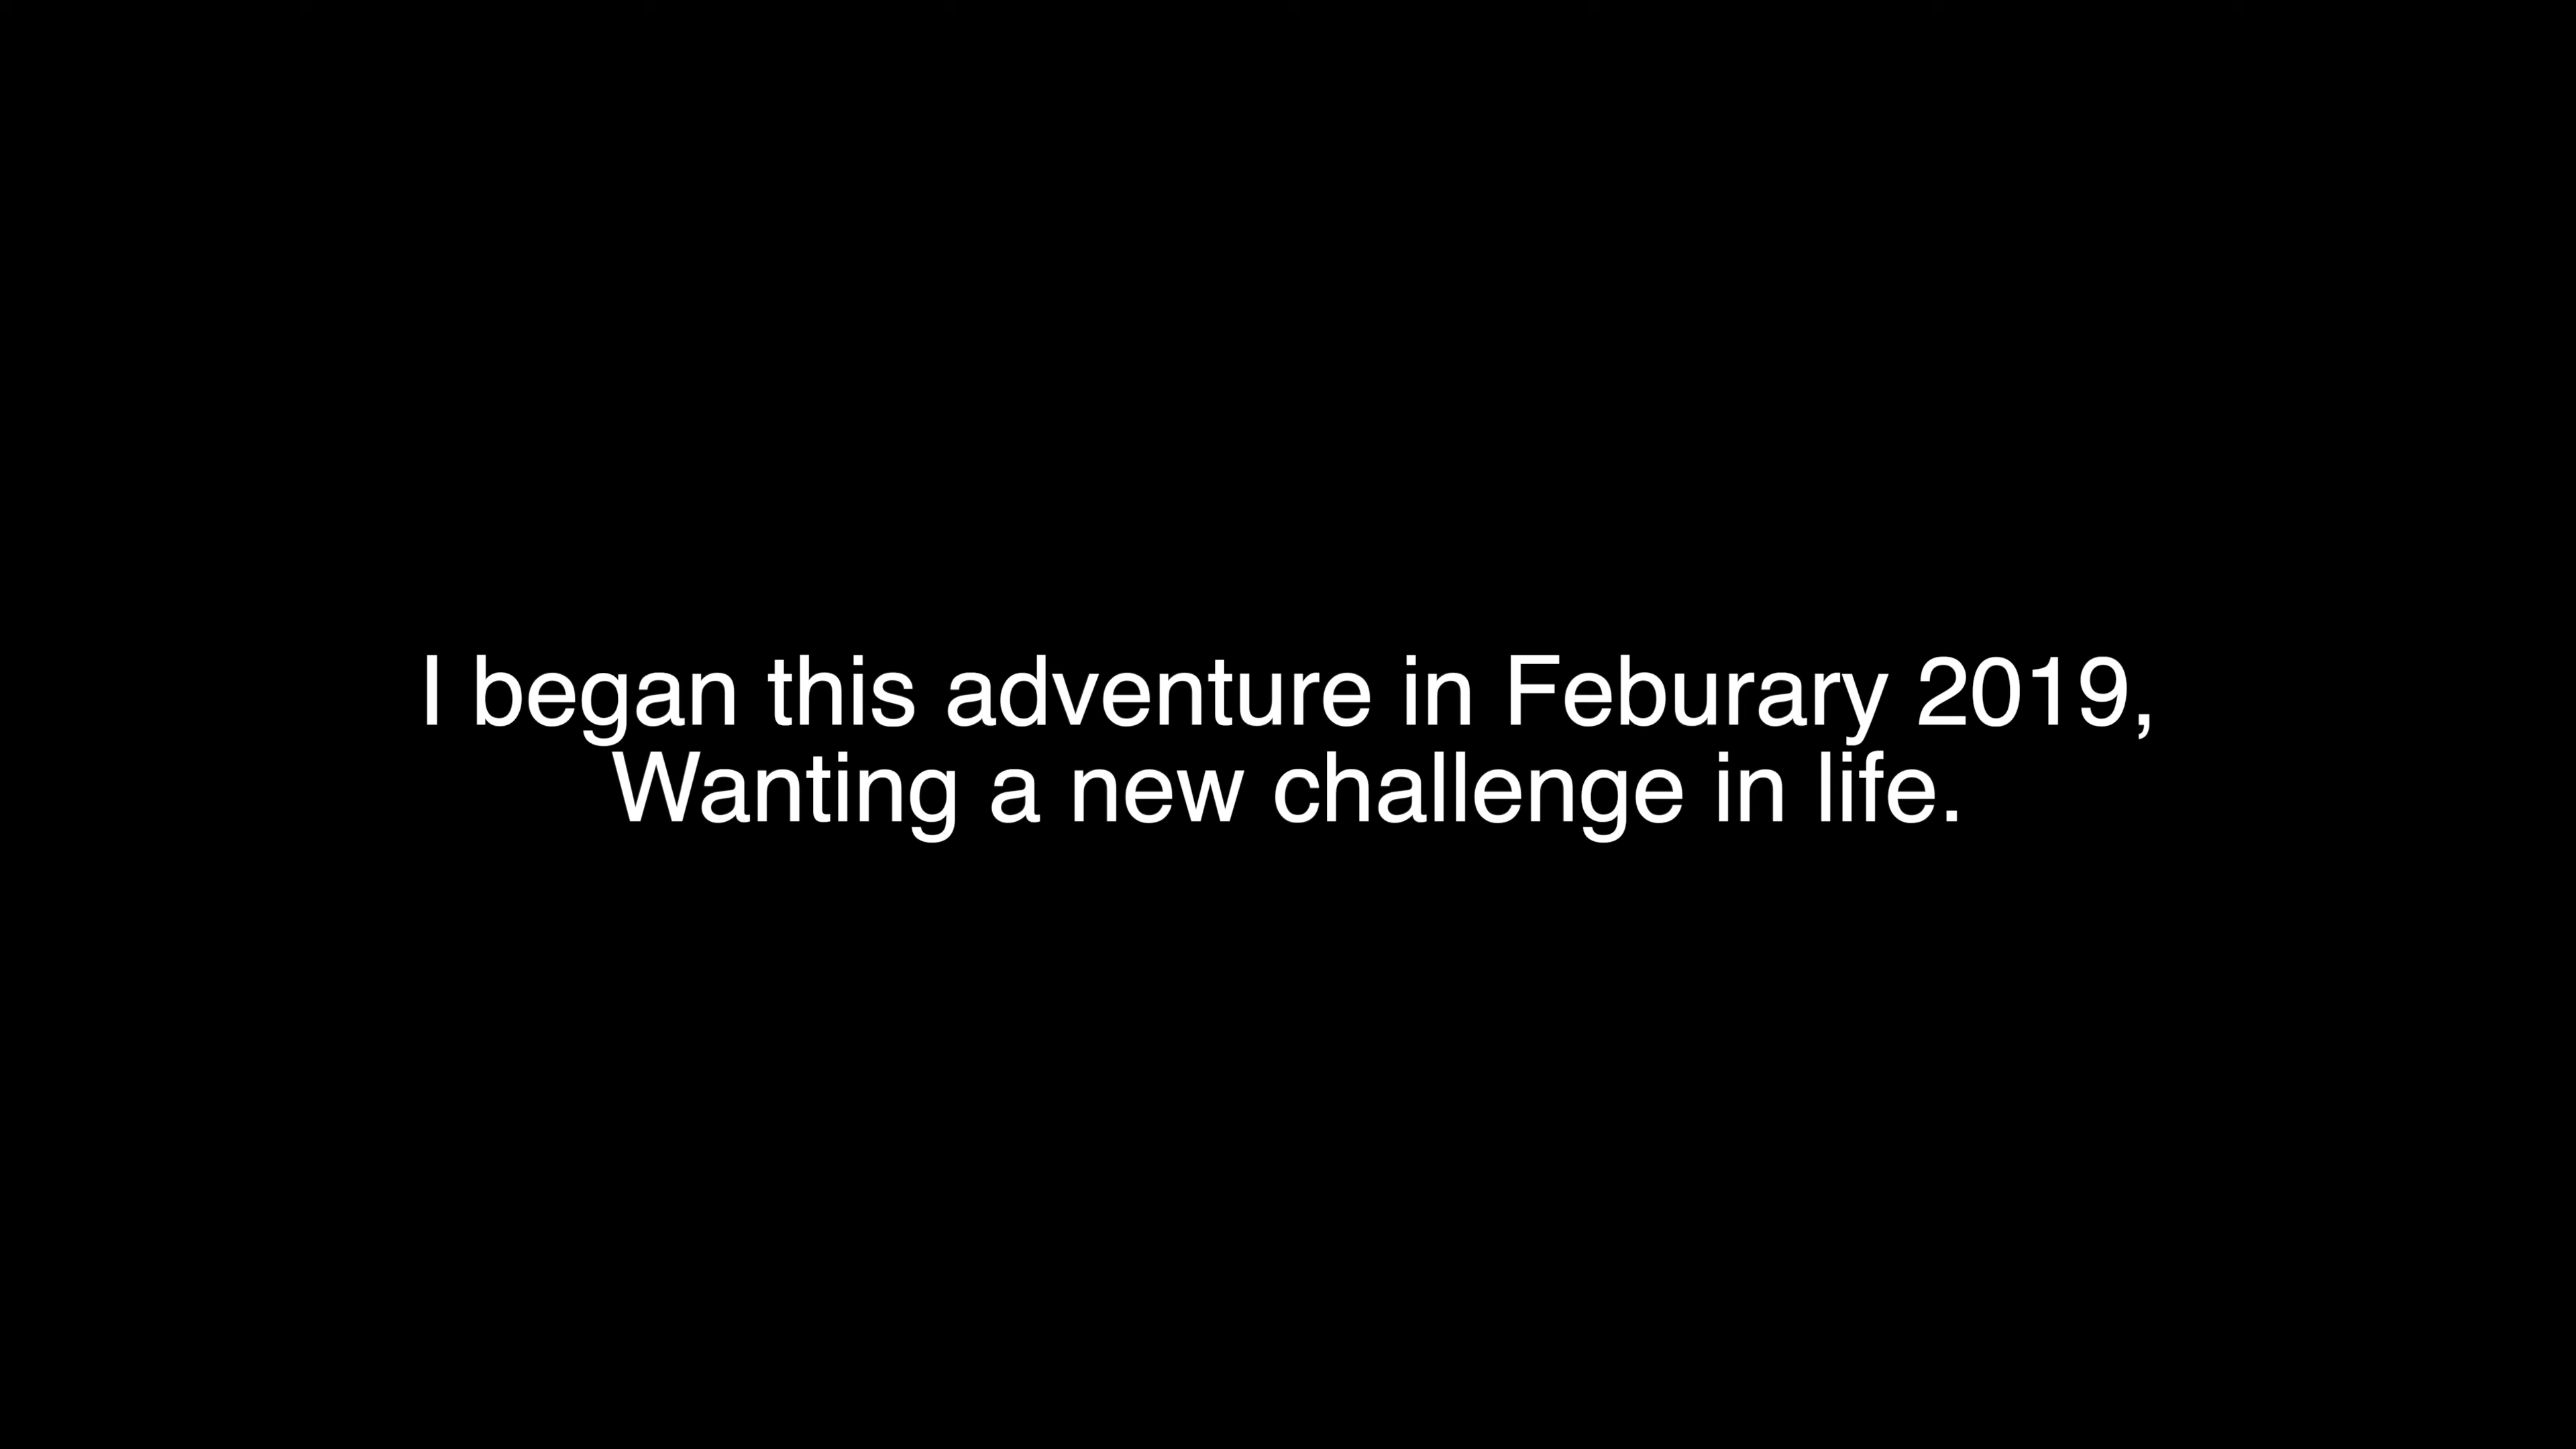 I began this adventure in Feburary 2019,
Wanting a new challenge in life.